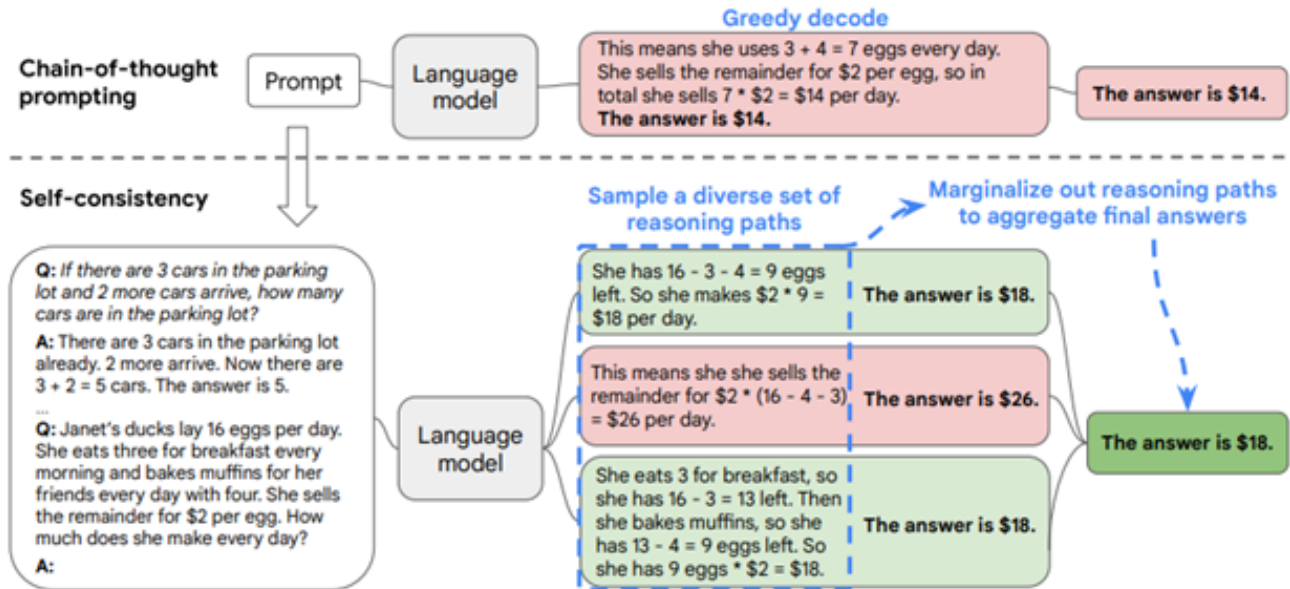 Greedy decode
Chain-of-thought
prompting
Prompt
Language
model
This means she uses 3 + 4 = 7 eggs every day.
She sells the remainder for $2 per egg, so in
total she sells 7 * $2 = $14 per day.
The answer is $14.
The answer is $14.
Self-consistency
Sample a diverse set of
reasoning paths
Marginalize out reasoning paths
to aggregate final answers
Q: If there are 3 cars in the parking
lot and 2 more cars arrive, how many
cars are in the parking lot?
A: There are 3 cars in the parking lot
already. 2 more arrive. Now there are
3 + 2 = 5 cars. The answer is 5.
...
Q: Janet's ducks lay 16 eggs per day.
She eats three for breakfast every
morning and bakes muffins for her
friends every day with four. She sells
the remainder for $2 per egg. How
much does she make every day?
A:
Language
model
She has 16 - 3 - 4 = 9 eggs
left. So she makes $2 * 9 =
$18 per day.
The answer is $18.
This means she she sells the
remainder for $2 * (16 - 4 - 3)
= $26 per day.
The answer is $26.
She eats 3 for breakfast, so
she has 16 - 3 = 13 left. Then
she bakes muffins, so she
has 13 - 4 = 9 eggs left. So
she has 9 eggs * $2 = $18.
The answer is $18.
The answer is $18.